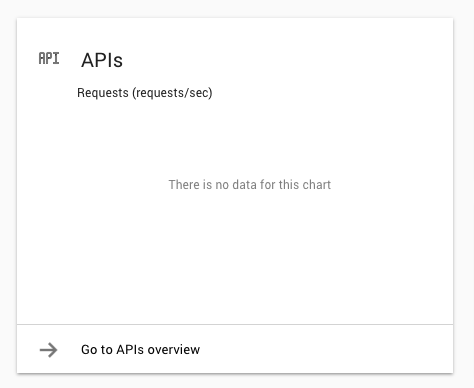 API APIs
Requests (requests/sec)
There is no data for this chart
Go to APIs overview